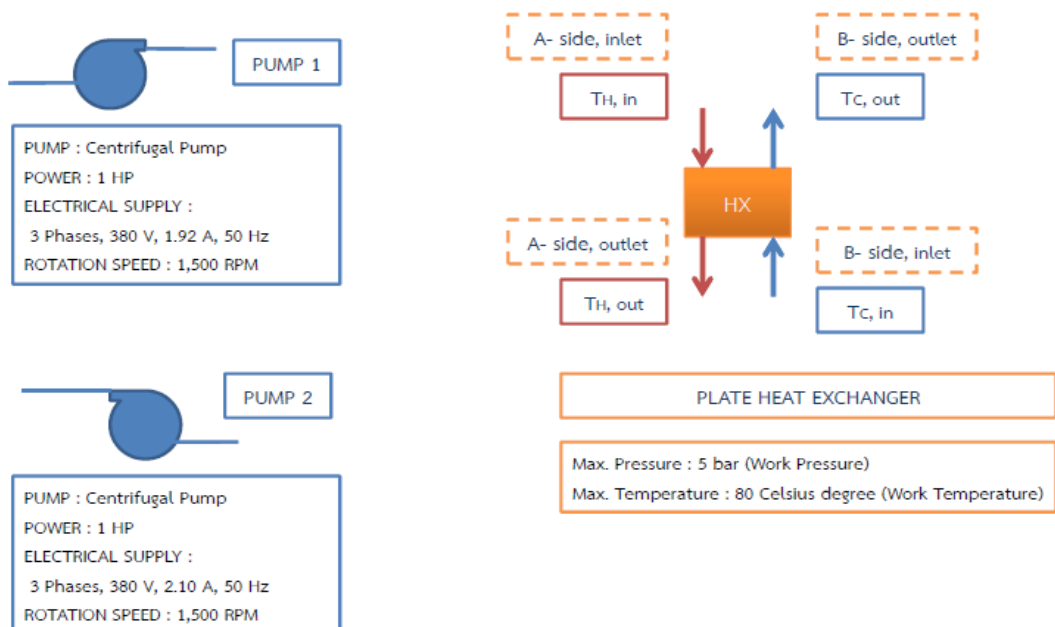 PUMP 1
PUMP : Centrifugal Pump
POWER : 1 HP
ELECTRICAL SUPPLY :
3 Phases, 380 V, 1.92 A, 50 Hz
ROTATION SPEED : 1,500 RPM
PUMP 2
PUMP : Centrifugal Pump
POWER : 1 HP
ELECTRICAL SUPPLY :
3 Phases, 380 V, 2.10 A, 50 Hz
ROTATION SPEED : 1,500 RPM
A- side, inlet
TH, in
B- side, outlet
TC, out
HX
A- side, outlet
TH, out
B- side, inlet
TC, in
PLATE HEAT EXCHANGER
Max. Pressure : 5 bar (Work Pressure)
Max. Temperature : 80 Celsius degree (Work Temperature)